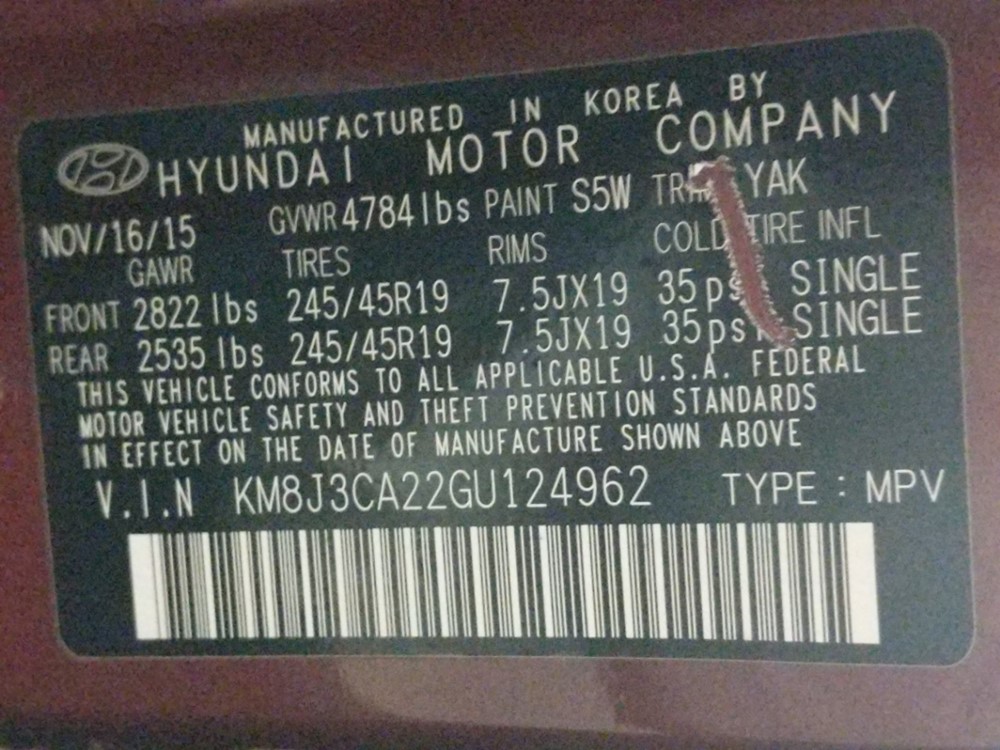 MANUFACTURED IN KOREA BY
HYUNDAI MOTOR COMPANY
NOV/16/15 GVWR 4784 lbs PAINT S5W YAK
GAWR TIRES RIMS COLD TIRE INFL
FRONT 2822 lbs 245/45R19 7.5JX19 35psi SINGLE
REAR 2535 lbs 245/45R19 7.5JX19 35psi SINGLE
THIS VEHICLE CONFORMS TO ALL APPLICABLE U.S.A. FEDERAL
MOTOR VEHICLE SAFETY AND THEFT PREVENTION STANDARDS
IN EFFECT ON THE DATE OF MANUFACTURE SHOWN ABOVE
V.I.N KM8J3CA22GU124962 TYPE : MPV